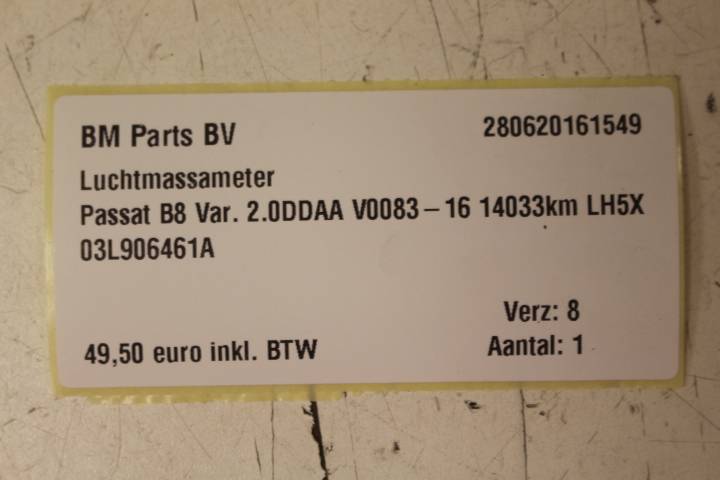 BM Parts BV 280620161549
Luchtmassameter
Passat B8 Var. 2.0DDAA V0083-16 14033km LH5X
03L906461A
Verz: 8
49,50 euro inkl. BTW Aantal: 1